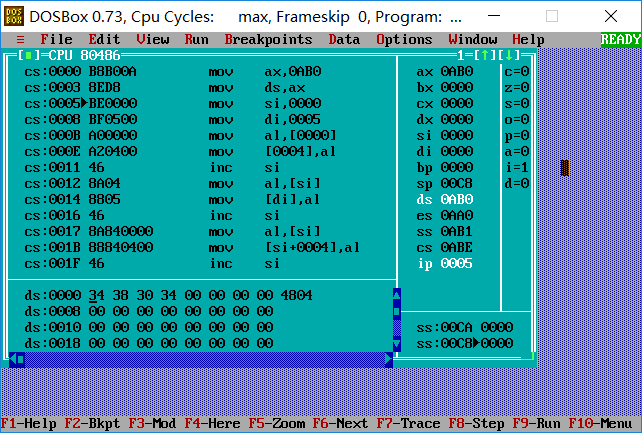 DOSBox 0.73, Cpu Cycles: max, Frameskip 0, Program: ...
≡ File Edit View Run Breakpoints Data Options Window Help READY
[■]=CPU 80486 1=[↑][↓]
cs:0000 B8B00A mov ax,0AB0 ax 0AB0 c=0
cs:0003 8ED8 mov ds,ax bx 0000 z=0
cs:0005►BE0000 mov si,0000 cx 0000 s=0
cs:0008 BF0500 mov di,0005 dx 0000 o=0
cs:000B A00000 mov al,[0000] si 0000 p=0
cs:000E A20400 mov [0004],al di 0000 a=0
cs:0011 46 inc si bp 0000 i=1
cs:0012 8A04 mov al,[si] sp 00C8 d=0
cs:0014 8805 mov [di],al ds 0AB0
cs:0016 46 inc si es 0AA0
cs:0017 8A840000 mov al,[si] ss 0AB1
cs:001B 88840400 mov [si+0004],al cs 0ABE
cs:001F 46 inc si ip 0005
ds:0000 34 38 30 34 00 00 00 00 4804
ds:0008 00 00 00 00 00 00 00 00
ds:0010 00 00 00 00 00 00 00 00 ss:00CA 0000
ds:0018 00 00 00 00 00 00 00 00 ss:00C8►0000
F1-Help F2-Bkpt F3-Mod F4-Here F5-Zoom F6-Next F7-Trace F8-Step F9-Run F10-Menu